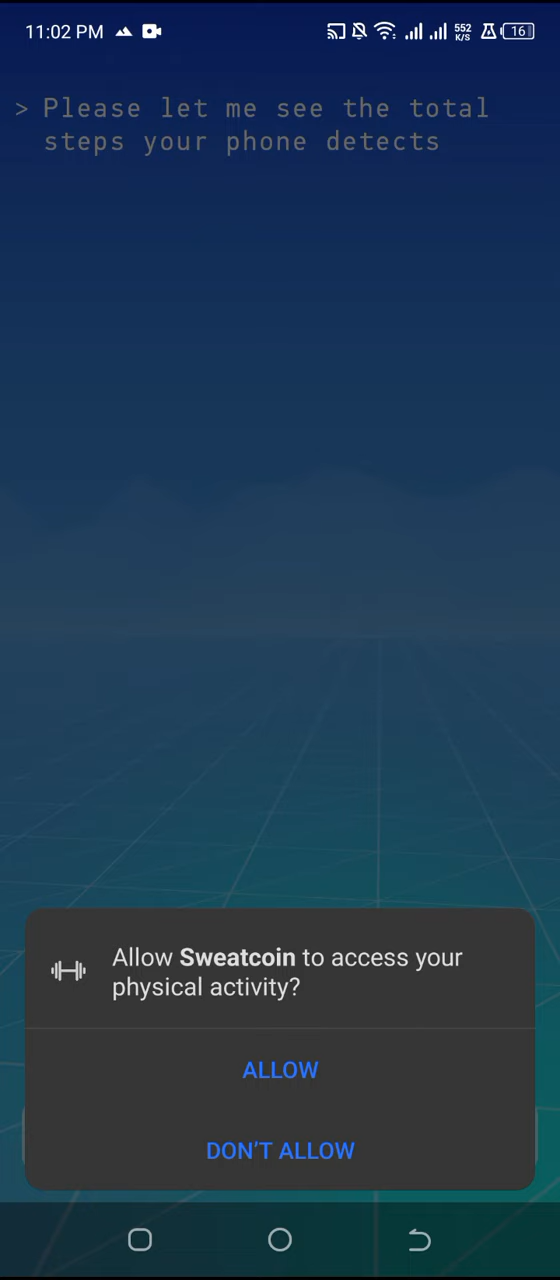 11:02 PM
552
K/S
16
> Please let me see the total
steps your phone detects
Allow Sweatcoin to access your
physical activity?
ALLOW
DON'T ALLOW